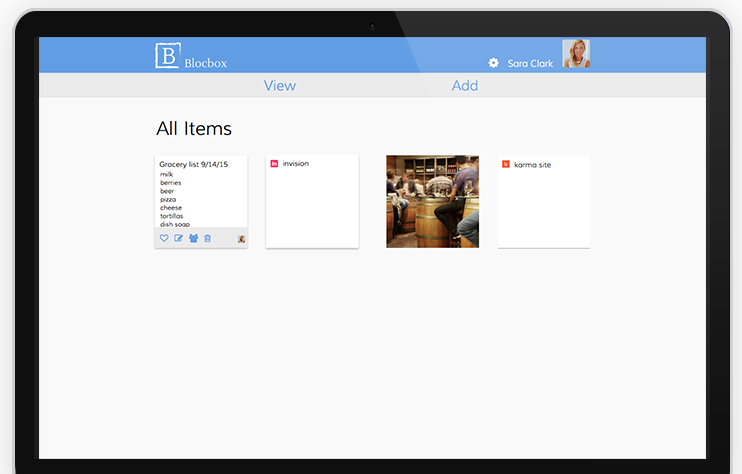 B Blocbox
Sara Clark
View
Add
All Items
Grocery list 9/14/15
milk
berries
beer
pizza
cheese
tortillas
dish soap
in invision
karma site